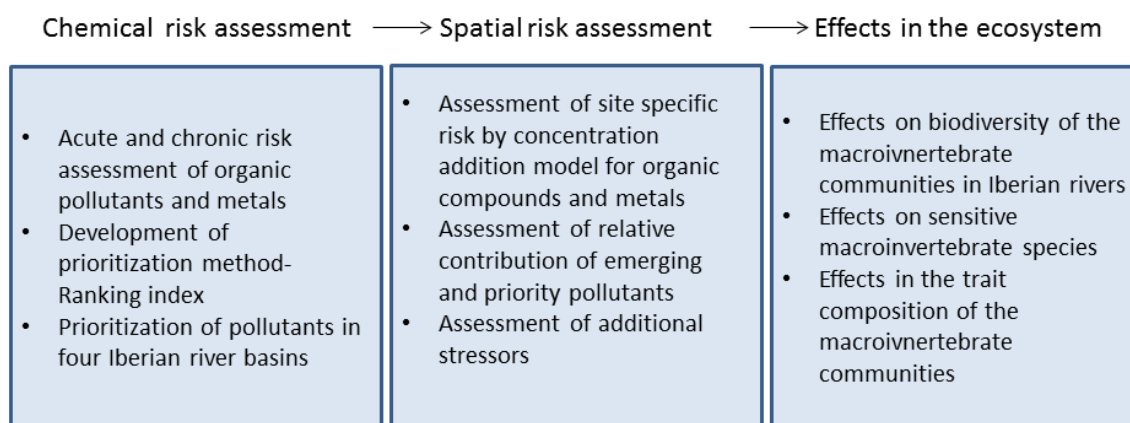 Chemical risk assessment → Spatial risk assessment → Effects in the ecosystem
• Acute and chronic risk
assessment of organic
pollutants and metals
• Development of
prioritization method-
Ranking index
• Prioritization of pollutants in
four Iberian river basins
• Assessment of site specific
risk by concentration
addition model for organic
compounds and metals
• Assessment of relative
contribution of emerging
and priority pollutants
• Assessment of additional
stressors
• Effects on biodiversity of the
macroivnertebrate
communities in Iberian rivers
• Effects on sensitive
macroinvertebrate species
• Effects in the trait
composition of the
macroivnertebrate
communities